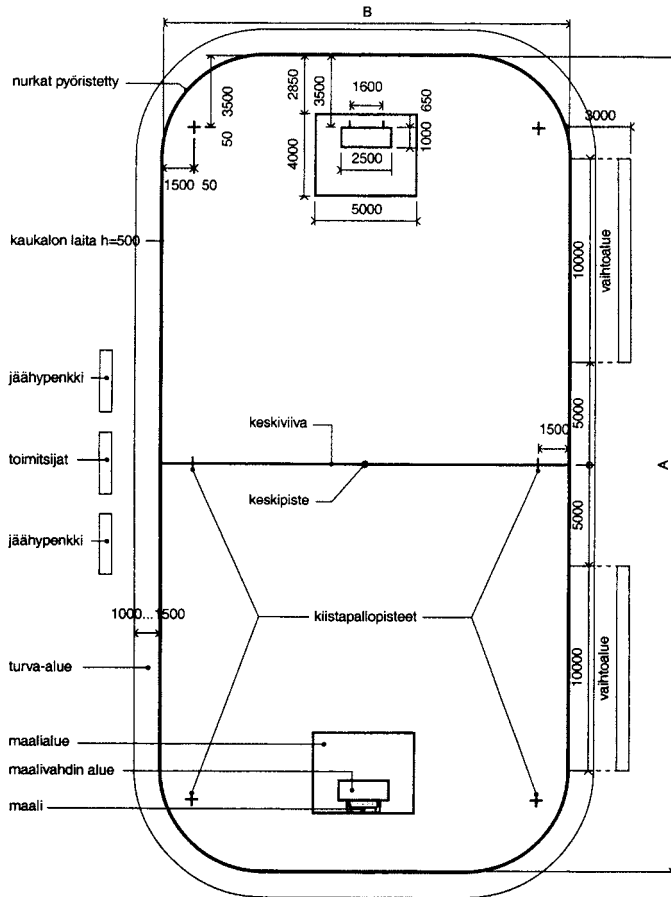 B
nurkat pyöristetty
3500
50
1500 50
2850
3500
1600
650
1000
2500
4000
5000
3000
kaukalon laita h=500
10000
vaihtoalue
jäähypenkki
5000
keskiviiva
1500
A
toimitsijat
keskipiste
5000
jäähypenkki
1000...1500
kiistapallopisteet
turva-alue
10000
vaihtoalue
maalialue
maalivahdin alue
maali